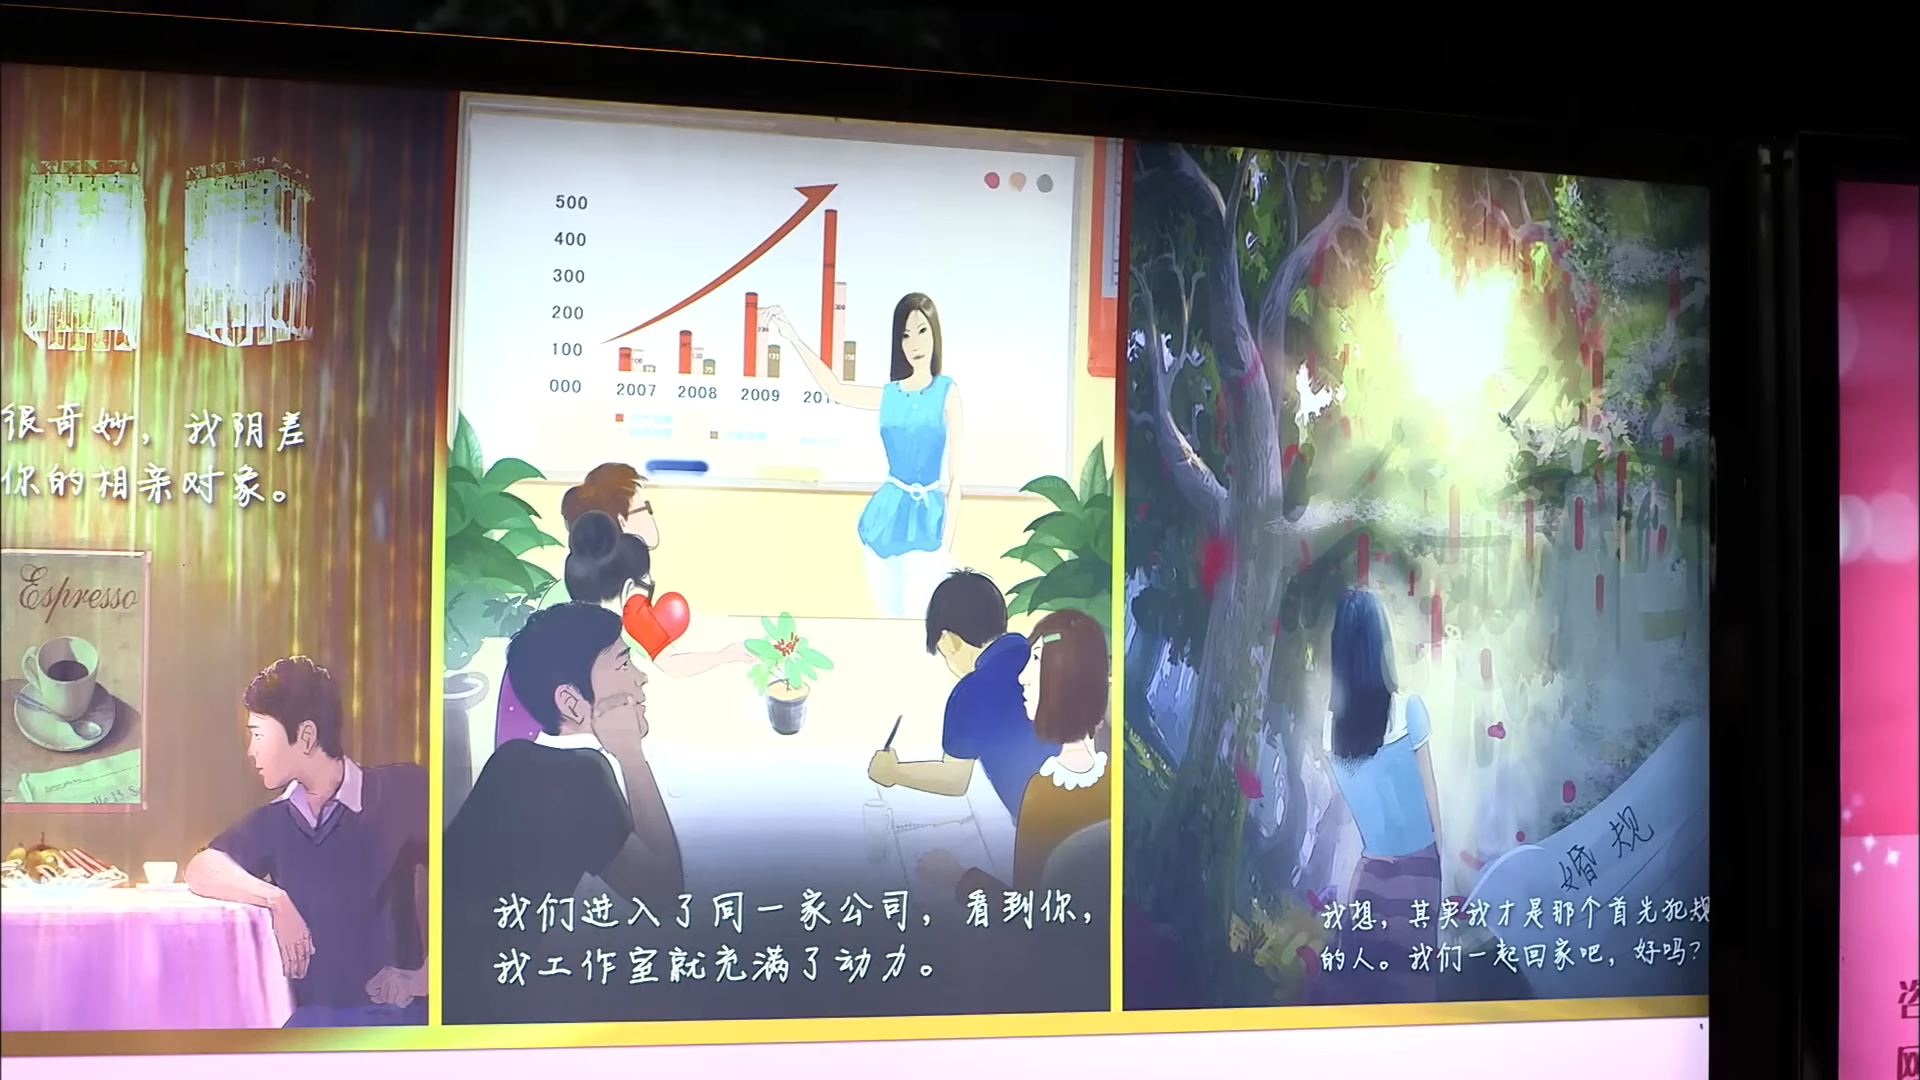 很奇妙，我阴差
你的相亲对象。
Espresso
500
400
300
200
100
000
2007 2008 2009 201
我们进入了同一家公司，看到你，
我工作室就充满了动力。
婚规
我想，其实我才是那个首先犯规
的人。我们一起回家吧，好吗？
咨
网